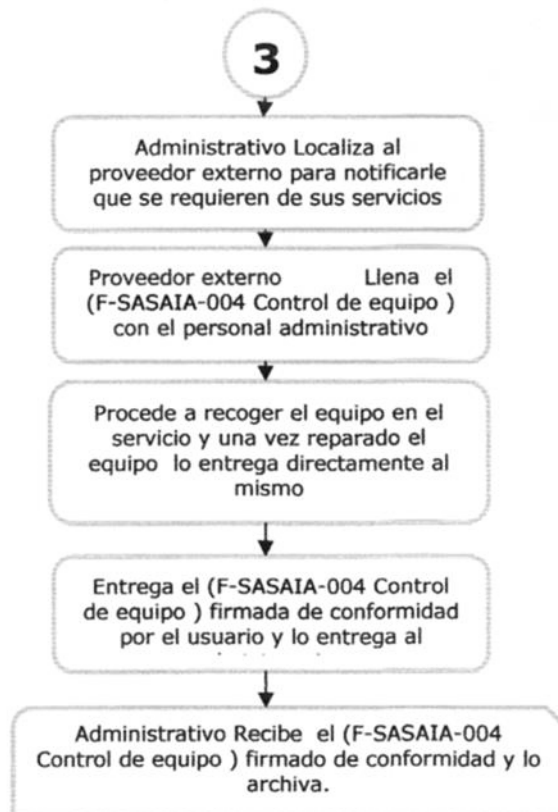 3
Administrativo Localiza al
proveedor externo para notificarle
que se requieren de sus servicios
Proveedor externo Llena el
(F-SASAIA-004 Control de equipo )
con el personal administrativo
Procede a recoger el equipo en el
servicio y una vez reparado el
equipo lo entrega directamente al
mismo
Entrega el (F-SASAIA-004 Control
de equipo ) firmada de conformidad
por el usuario y lo entrega al
Administrativo Recibe el (F-SASAIA-004
Control de equipo ) firmado de conformidad y lo
archiva.